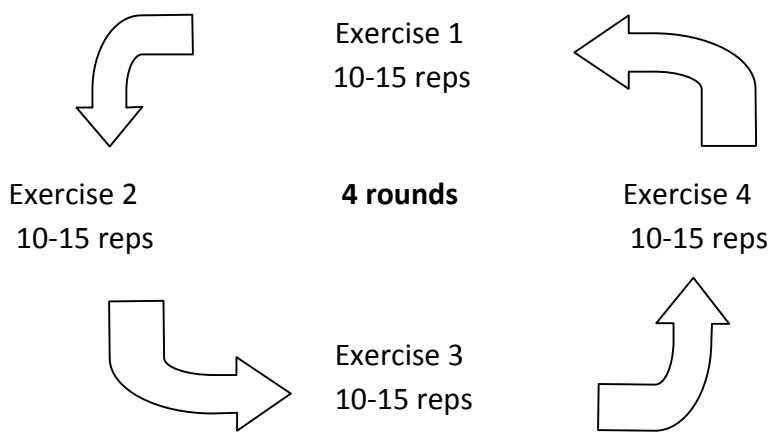 Exercise 1
10-15 reps
Exercise 2
10-15 reps
4 rounds
Exercise 4
10-15 reps
Exercise 3
10-15 reps